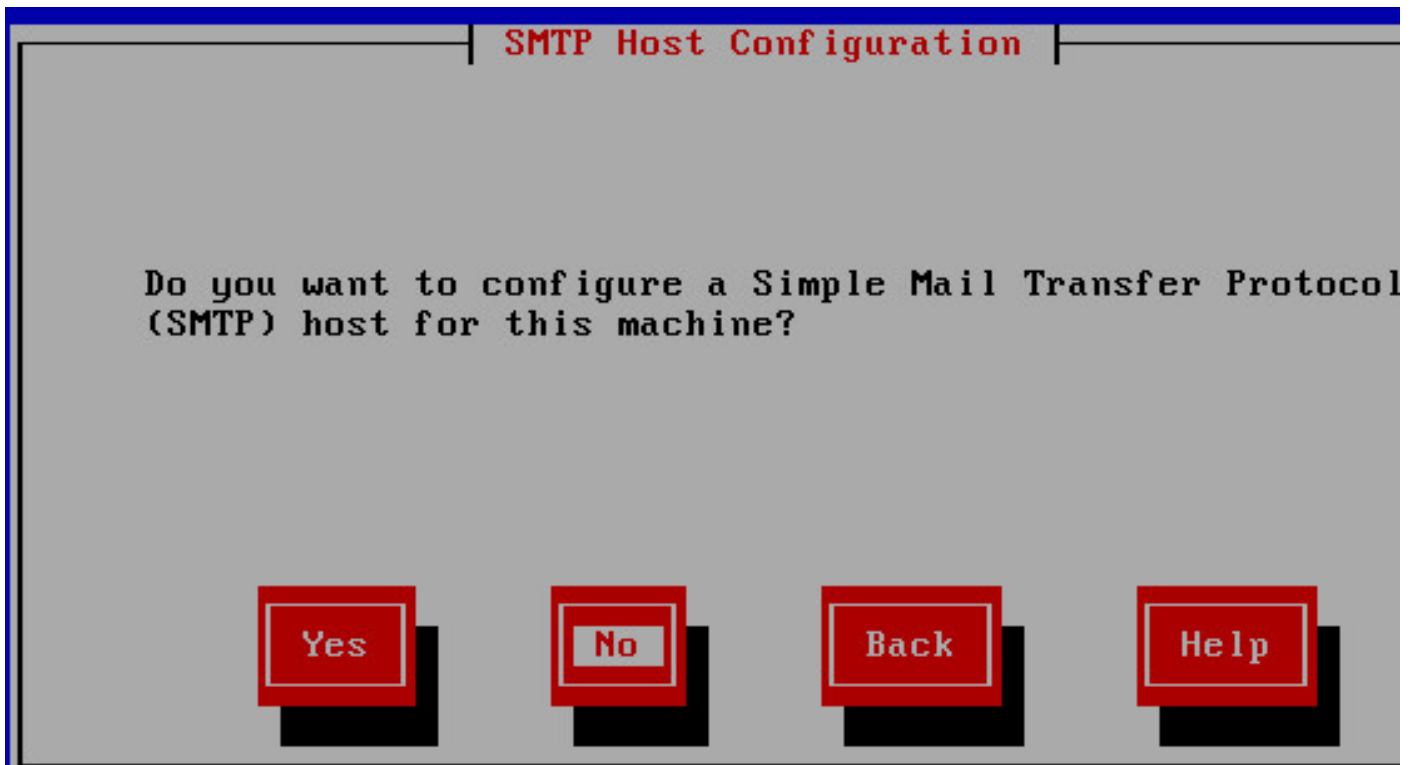 SMTP Host Configuration
Do you want to configure a Simple Mail Transfer Protocol
(SMTP) host for this machine?
Yes No Back Help